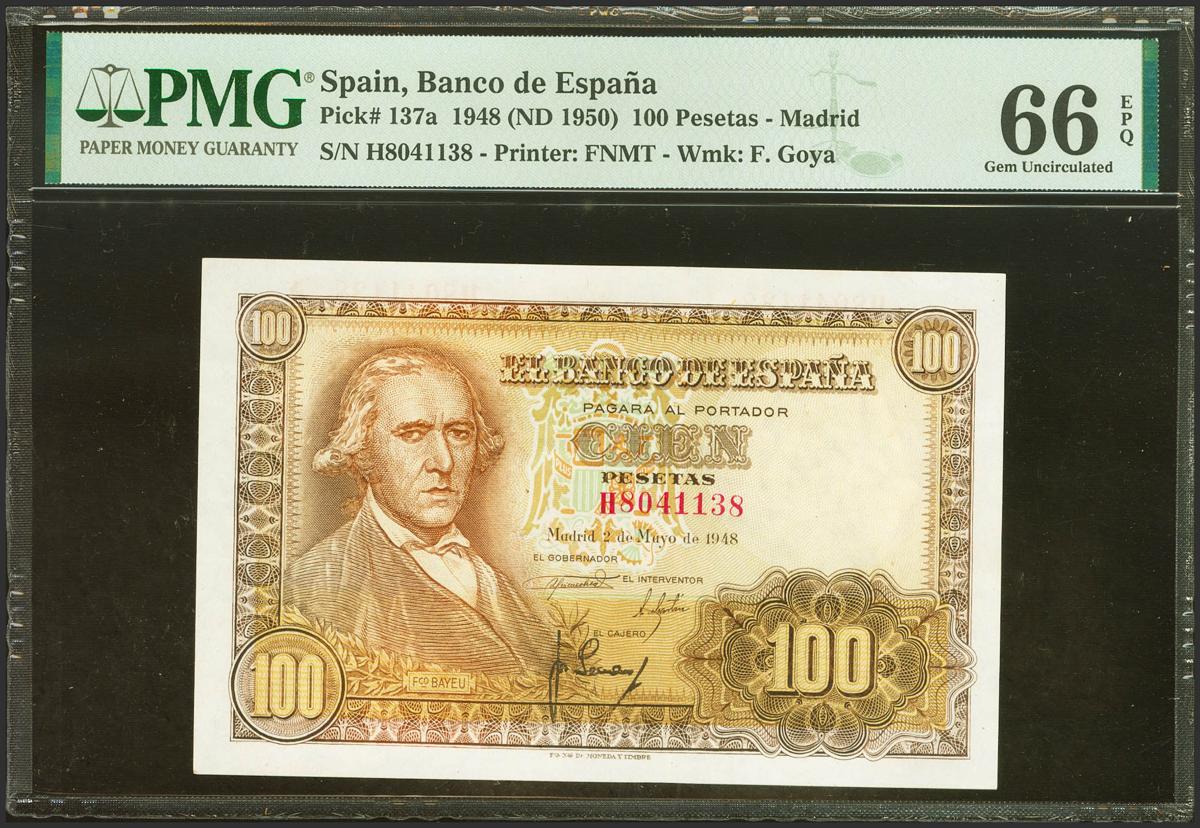 PMG®
PAPER MONEY GUARANTY
Spain, Banco de España
Pick# 137a 1948 (ND 1950) 100 Pesetas - Madrid
S/N H8041138 - Printer: FNMT - Wmk: F. Goya
66
EPQ
Gem Uncirculated
100
100
EL BANCO DE ESPAÑA
PAGARA AL PORTADOR
CIEN
PESETAS
H8041138
Madrid 2 de Mayo de 1948
EL GOBERNADOR
EL INTERVENTOR
EL CAJERO
100
FCO BAYEU
100
MONEDA Y TIMBRE